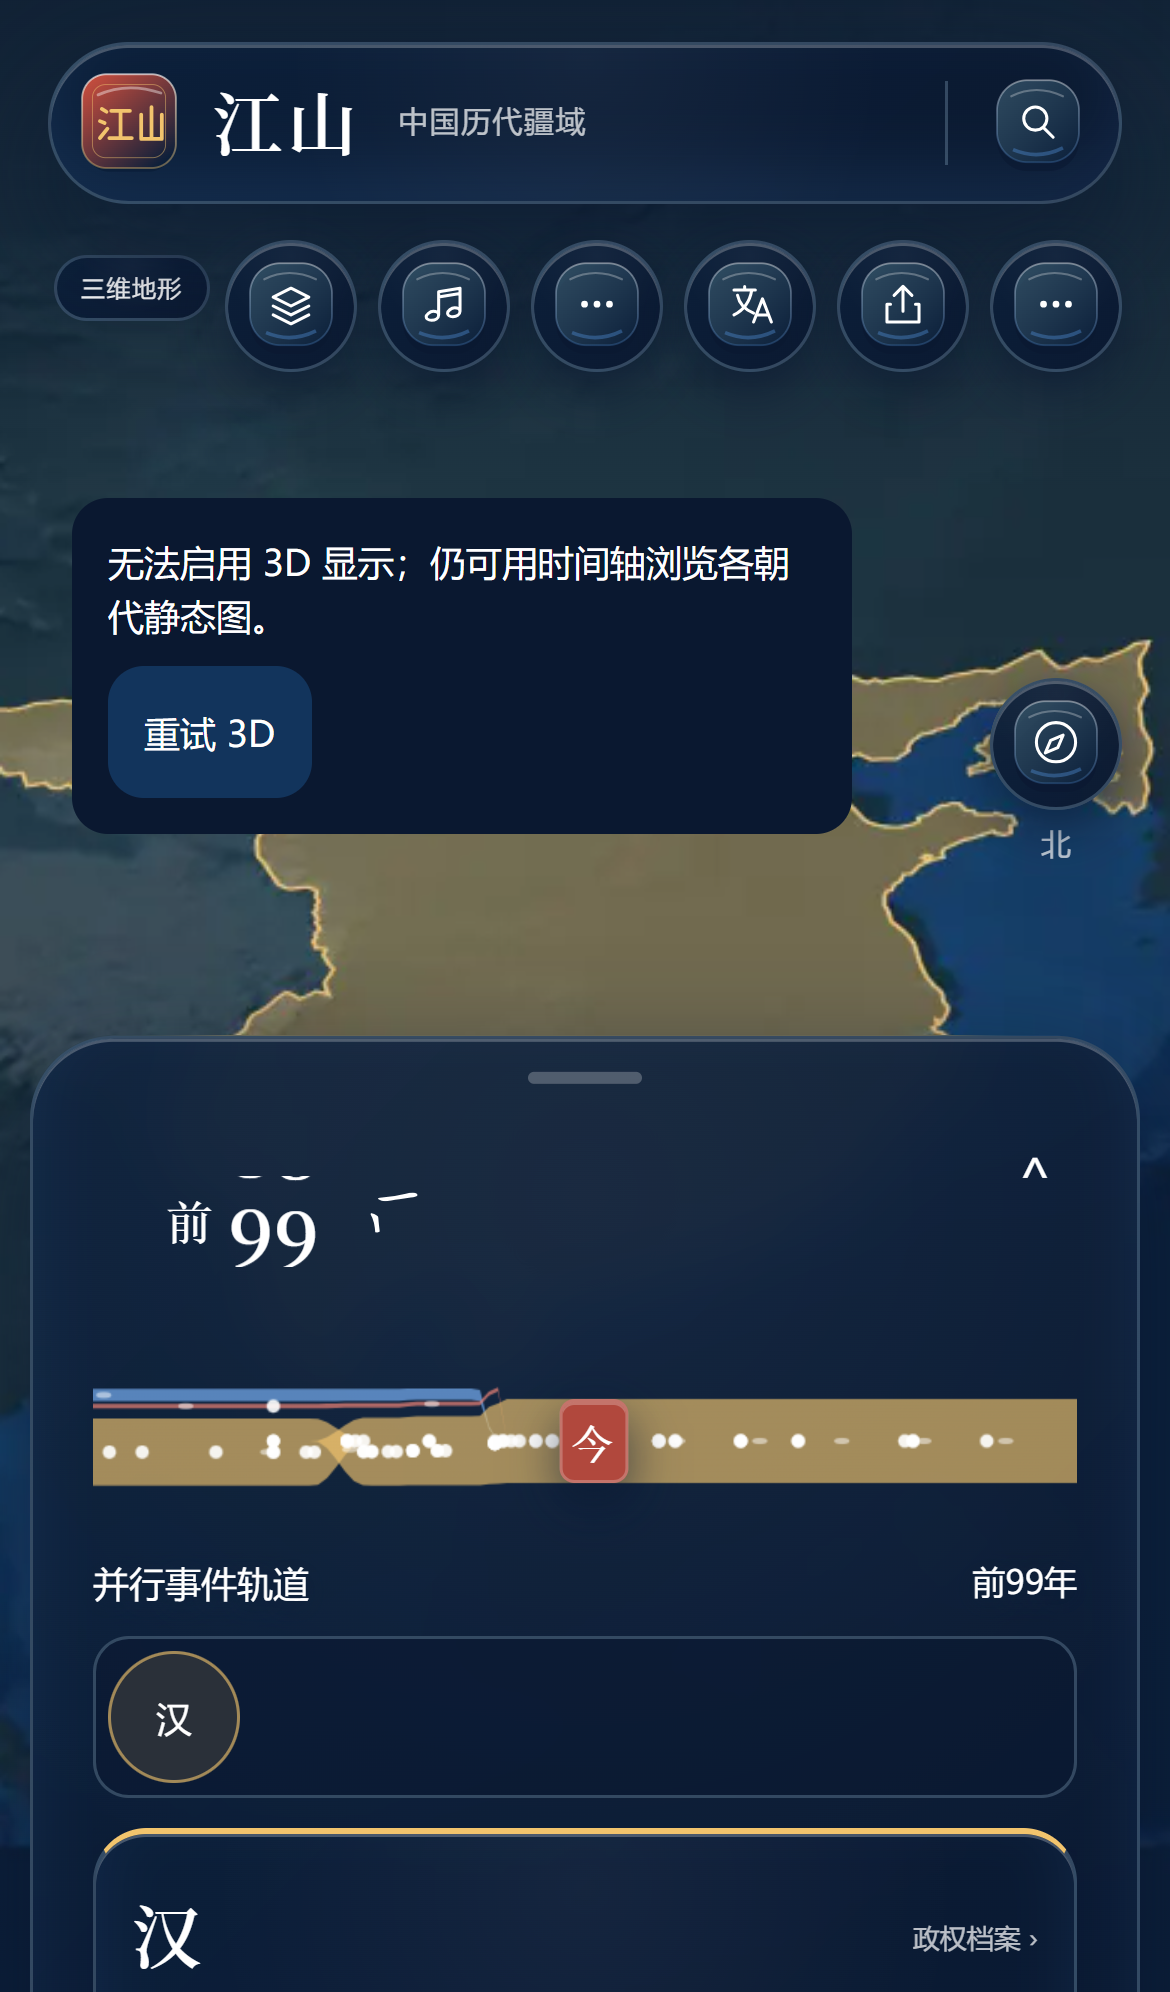 江山
江山
中国历代疆域
三维地形
文A
无法启用 3D 显示；仍可用时间轴浏览各朝
代静态图。
重试 3D
北
前 99
今
并行事件轨道
前99年
汉
汉
政权档案 ›